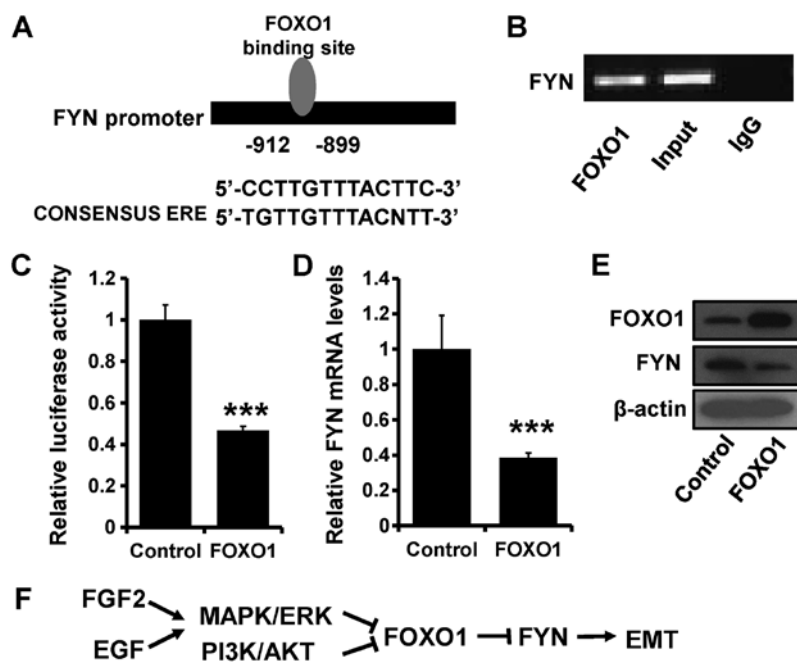 A
FOXO1
binding site
FYN promoter
-912 -899
5’-CCTTGTTTACTTC-3’
CONSENSUS ERE 5’-TGTTGTTTACNTT-3’
B
FYN
FOXO1 Input IgG
C
Relative luciferase activity
1.2
1
0.8
0.6
0.4
0.2
0
***
Control FOXO1
D
Relative FYN mRNA levels
1.4
1.2
1
0.8
0.6
0.4
0.2
0
***
Control FOXO1
E
FOXO1
FYN
β-actin
Control FOXO1
F
FGF2
EGF
MAPK/ERK
PI3K/AKT
FOXO1 FYN EMT